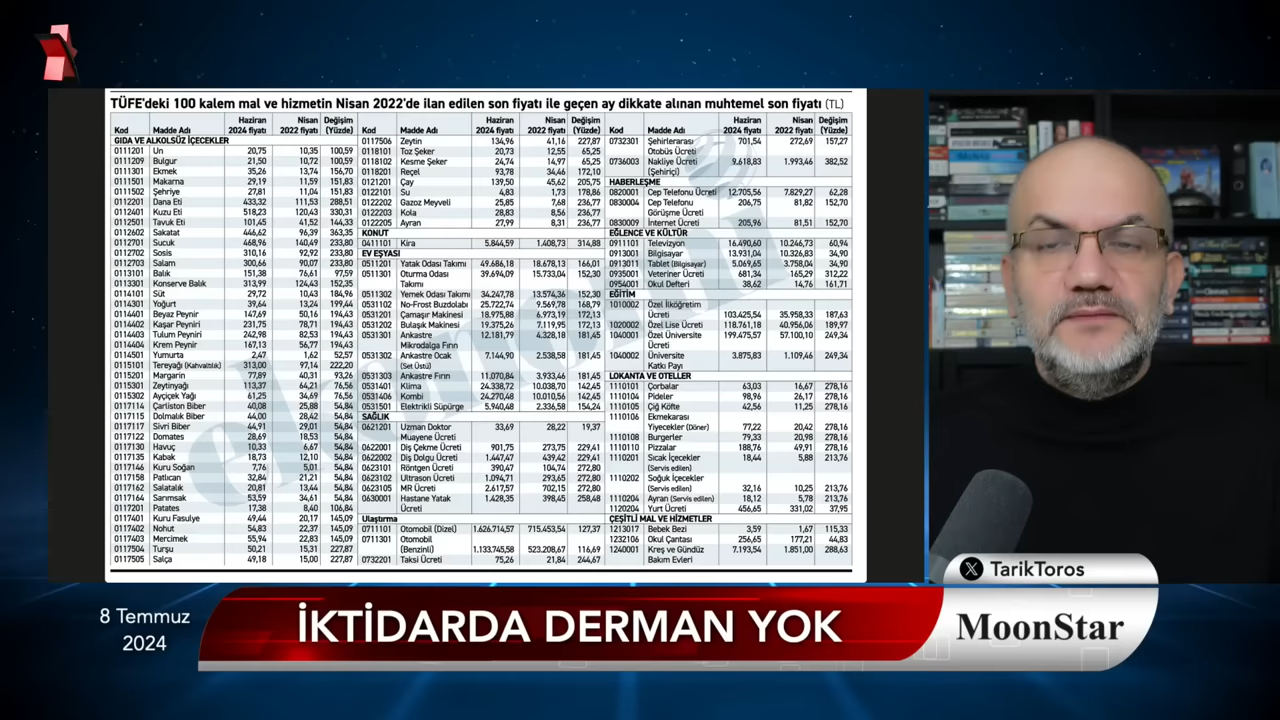 TÜFE'deki 100 kalem mal ve hizmetin Nisan 2022'de ilan edilen son fiyatı ile geçen ay dikkate alınan muhtemel son fiyatı (TL)
Kod Madde Adı Haziran 2024 fiyatı Nisan 2022 fiyatı Değişim (Yüzde)
GIDA VE ALKOLSÜZ İÇECEKLER
0111201 Un 20,75 10,35 100,59
0111209 Bulgur 21,50 10,72 100,59
0111301 Ekmek 35,26 13,74 156,70
0111501 Makarna 29,19 11,59 151,83
0111502 Şehriye 27,81 11,04 151,83
0112201 Dana Eti 433,32 111,53 288,51
0112401 Kuzu Eti 518,23 120,43 330,31
0112501 Tavuk Eti 101,45 41,52 144,33
0112602 Sakatat 446,62 96,39 363,35
0112701 Sucuk 468,96 140,49 233,80
0112702 Sosis 310,16 92,92 233,80
0112703 Salam 300,66 90,07 233,80
0113101 Balık 151,38 76,61 97,59
0113301 Konserve Balık 313,99 124,43 152,35
0114101 Süt 29,72 10,43 184,96
0114301 Yoğurt 39,64 13,24 199,44
0114401 Beyaz Peynir 147,69 50,16 194,43
0114402 Kaşar Peyniri 231,75 78,71 194,43
0114403 Tulum Peyniri 242,98 82,53 194,43
0114404 Krem Peynir 167,13 56,77 194,43
0114501 Yumurta 2,47 1,62 52,57
0115101 Tereyağı (Kahvaltılık) 313,00 97,14 222,20
0115201 Margarin 77,89 40,31 93,26
0115301 Zeytinyağı 113,37 64,21 76,56
0115302 Ayçiçek Yağı 61,25 34,69 76,56
0117114 Çarliston Biber 40,08 25,88 54,84
0117115 Dolmalık Biber 44,00 28,42 54,84
0117117 Sivri Biber 44,91 29,01 54,84
0117122 Domates 28,69 18,53 54,84
0117130 Havuç 10,33 6,67 54,84
0117135 Kabak 18,73 12,10 54,84
0117146 Kuru Soğan 7,76 5,01 54,84
0117158 Patlıcan 32,84 21,21 54,84
0117162 Salatalık 20,81 13,44 54,84
0117164 Sarımsak 53,59 34,61 54,84
0117201 Patates 17,38 8,40 106,84
0117401 Kuru Fasulye 49,44 20,17 145,09
0117402 Nohut 54,83 22,37 145,09
0117403 Mercimek 55,94 22,83 145,09
0117504 Turşu 50,21 15,31 227,87
0117505 Salça 49,18 15,00 227,87
Kod Madde Adı Haziran 2024 fiyatı Nisan 2022 fiyatı Değişim (Yüzde)
0117506 Zeytin 134,96 41,16 227,87
0118101 Toz Şeker 20,73 12,55 65,25
0118102 Kesme Şeker 24,74 14,97 65,25
0118201 Reçel 93,78 34,46 172,10
0121201 Çay 139,50 45,62 205,75
0122101 Su 4,83 1,73 178,86
0122202 Gazoz Meyveli 25,85 7,68 236,77
0122203 Kola 28,83 8,56 236,77
0122205 Ayran 27,99 8,31 236,77
KONUT
0411101 Kira 5.844,59 1.408,73 314,88
EV EŞYASI
0511201 Yatak Odası Takımı 49.686,18 18.678,13 166,01
0511301 Oturma Odası 39.694,09 15.733,04 152,30
Takımı
0511302 Yemek Odası Takımı 34.247,78 13.574,36 152,30
0531102 No-Frost Buzdolabı 25.722,74 9.569,78 168,79
0531201 Çamaşır Makinesi 18.975,88 6.973,19 172,13
0531202 Bulaşık Makinesi 19.375,26 7.119,95 172,13
0531301 Ankastre 12.181,79 4.328,18 181,45
Mikrodalga Fırın
0531302 Ankastre Ocak 7.144,90 2.538,58 181,45
(Set Üstü)
0531303 Ankastre Fırın 11.070,84 3.933,46 181,45
0531401 Klima 24.338,72 10.038,70 142,45
0531406 Kombi 24.270,48 10.010,56 142,45
0531501 Elektrikli Süpürge 5.940,48 2.336,58 154,24
SAĞLIK
0621201 Uzman Doktor 33,69 28,22 19,37
Muayene Ücreti
0622001 Diş Çekme Ücreti 901,75 273,75 229,41
0622002 Diş Dolgu Ücreti 1.447,47 439,42 229,41
0623101 Röntgen Ücreti 390,47 104,74 272,80
0623102 Ultrason Ücreti 1.094,71 293,65 272,80
0623105 MR Ücreti 2.617,57 702,15 272,80
0630001 Hastane Yatak 1.428,35 398,45 258,48
Ücreti
Ulaştırma
0711101 Otomobil (Dizel) 1.626.714,57 715.453,54 127,37
0711301 Otomobil
(Benzinli) 1.133.745,58 523.208,67 116,69
0732201 Taksi Ücreti 75,26 21,84 244,67
Kod Madde Adı Haziran 2024 fiyatı Nisan 2022 fiyatı Değişim (Yüzde)
0732301 Şehirlerarası 701,54 272,69 157,27
Otobüs Ücreti
0736003 Nakliye Ücreti 9.618,83 1.993,46 382,52
(Şehiriçi)
HABERLEŞME
0820001 Cep Telefonu Ücreti 12.705,56 7.829,27 62,28
0830004 Cep Telefonu 206,75 81,82 152,70
Görüşme Ücreti
0830009 İnternet Ücreti 205,96 81,51 152,70
EĞLENCE VE KÜLTÜR
0911101 Televizyon 16.490,60 10.246,73 60,94
0913001 Bilgisayar 13.931,04 10.326,83 34,90
0913011 Tablet (Bilgisayar) 5.069,65 3.758,04 34,90
0935001 Veteriner Ücreti 681,34 165,29 312,22
0954001 Okul Defteri 38,62 14,76 161,71
EĞİTİM
1010002 Özel İlköğretim
Ücreti 103.425,54 35.958,33 187,63
1020002 Özel Lise Ücreti 118.761,18 40.956,06 189,97
1040001 Özel Üniversite 199.475,57 57.100,10 249,34
Ücreti
1040002 Üniversite 3.875,83 1.109,46 249,34
Katkı Payı
LOKANTA VE OTELLER
1110101 Çorbalar 63,03 16,67 278,16
1110104 Pideler 98,96 26,17 278,16
1110105 Çiğ Köfte 42,56 11,25 278,16
1110106 Ekmekarası
Yiyecekler (Döner) 77,22 20,42 278,16
1110108 Burgerler 79,33 20,98 278,16
1110110 Pizzalar 188,76 49,91 278,16
1110201 Sıcak İçecekler 18,44 5,88 213,76
(Servis edilen)
1110202 Soğuk İçecekler
(Servis edilen) 32,16 10,25 213,76
1110204 Ayran (Servis edilen) 18,12 5,78 213,76
1120204 Yurt Ücreti 456,65 331,02 37,95
ÇEŞİTLİ MAL VE HİZMETLER
1213017 Bebek Bezi 3,59 1,67 115,33
1232106 Okul Çantası 256,65 177,21 44,83
1240001 Kreş ve Gündüz 7.193,54 1.851,00 288,63
Bakım Evleri
TarikToros
8 Temmuz
2024
İKTİDARDA DERMAN YOK
MoonStar